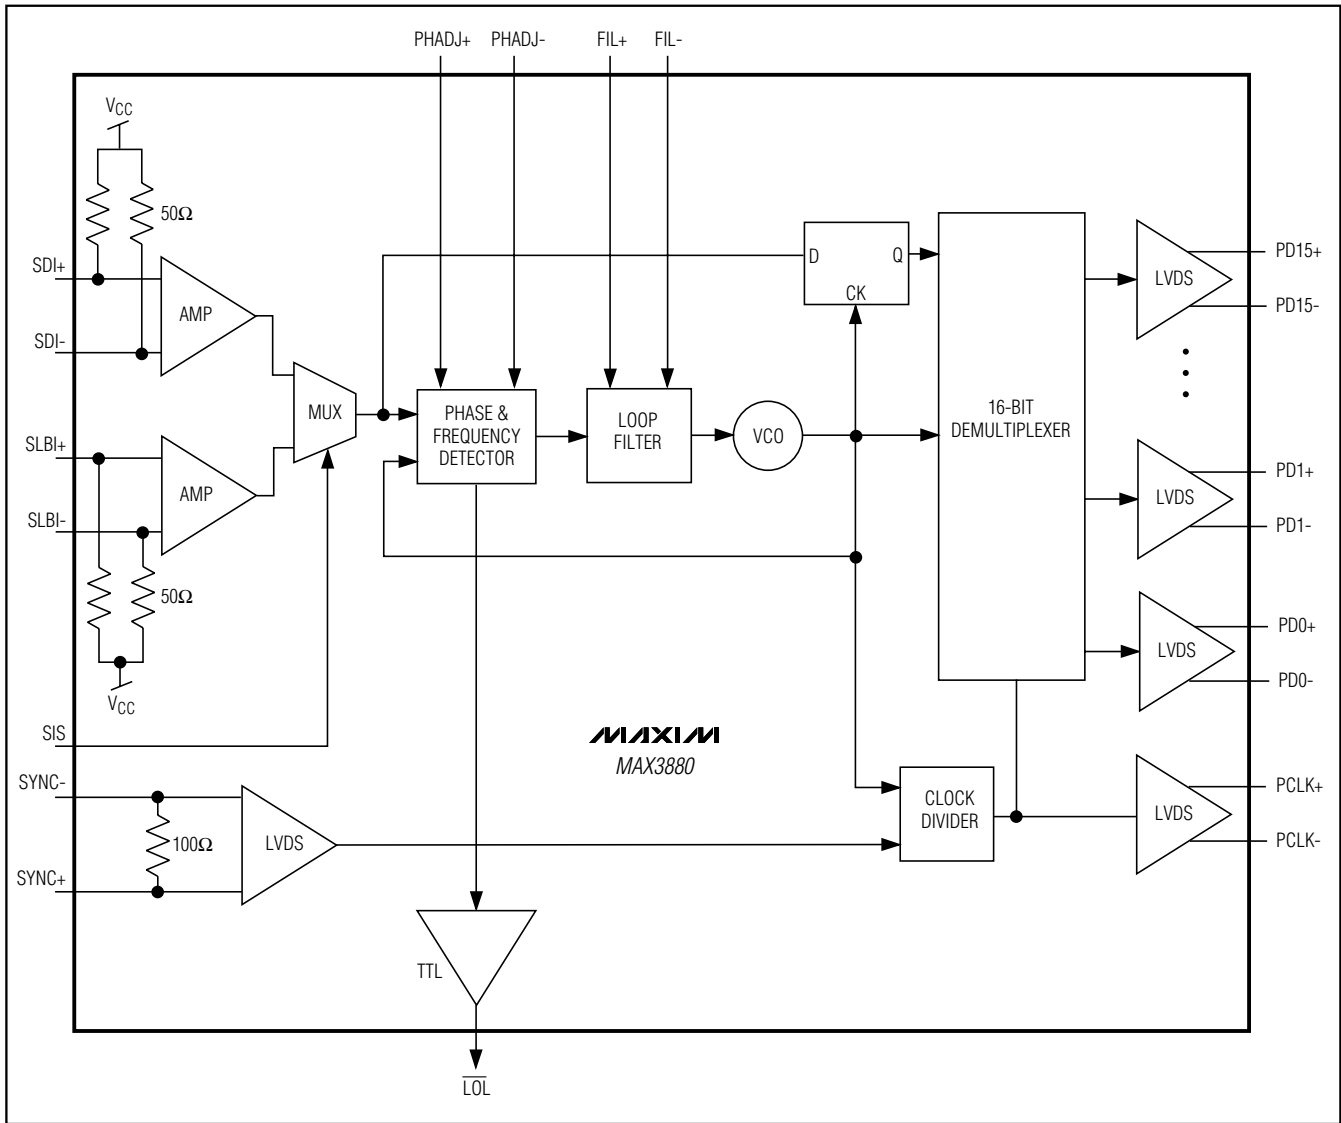 PHADJ+ PHADJ- FIL+ FIL-
VCC
50Ω
SDI+
AMP
SDI-
MUX
SLBI+
AMP
SLBI-
50Ω
VCC
SIS
SYNC-
100Ω
LVDS
SYNC+
PHASE &
FREQUENCY
DETECTOR
LOOP
FILTER
VCO
D Q
CK
16-BIT
DEMULTIPLEXER
LVDS
PD15+
PD15-
LVDS
PD1+
PD1-
LVDS
PD0+
PD0-
MAXIM
MAX3880
CLOCK
DIVIDER
LVDS
PCLK+
PCLK-
TTL
LOL